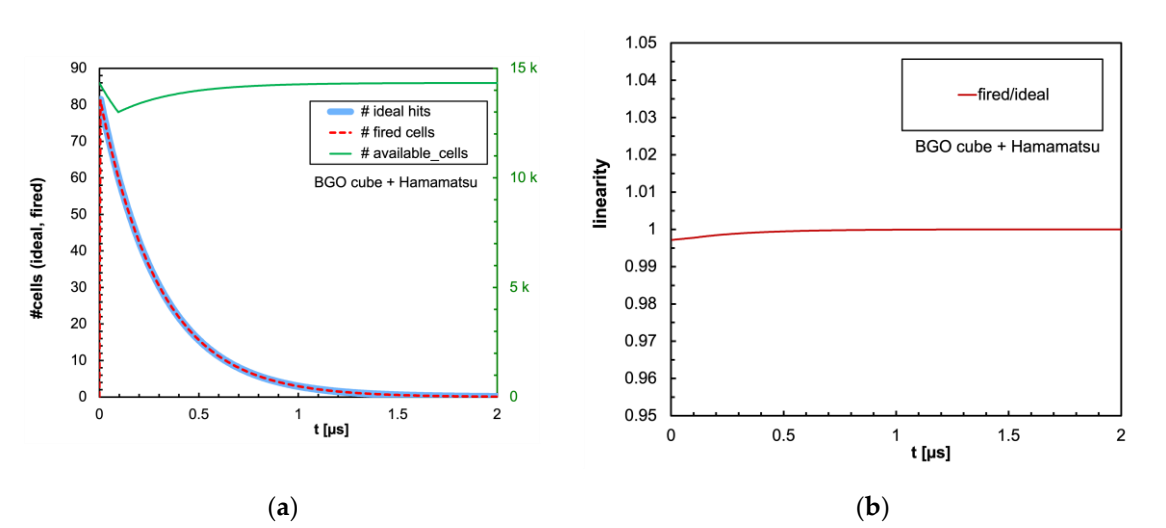 90
80
70
60
50
40
30
20
10
0
#cells (ideal, fired)
15 k
10 k
5 k
0
# ideal hits
# fired cells
# available_cells
BGO cube + Hamamatsu
0
0.5
1
1.5
2
t [µs]
(a)
1.05
1.04
1.03
1.02
1.01
1
0.99
0.98
0.97
0.96
0.95
linearity
fired/ideal
BGO cube + Hamamatsu
0
0.5
1
1.5
2
t [µs]
(b)